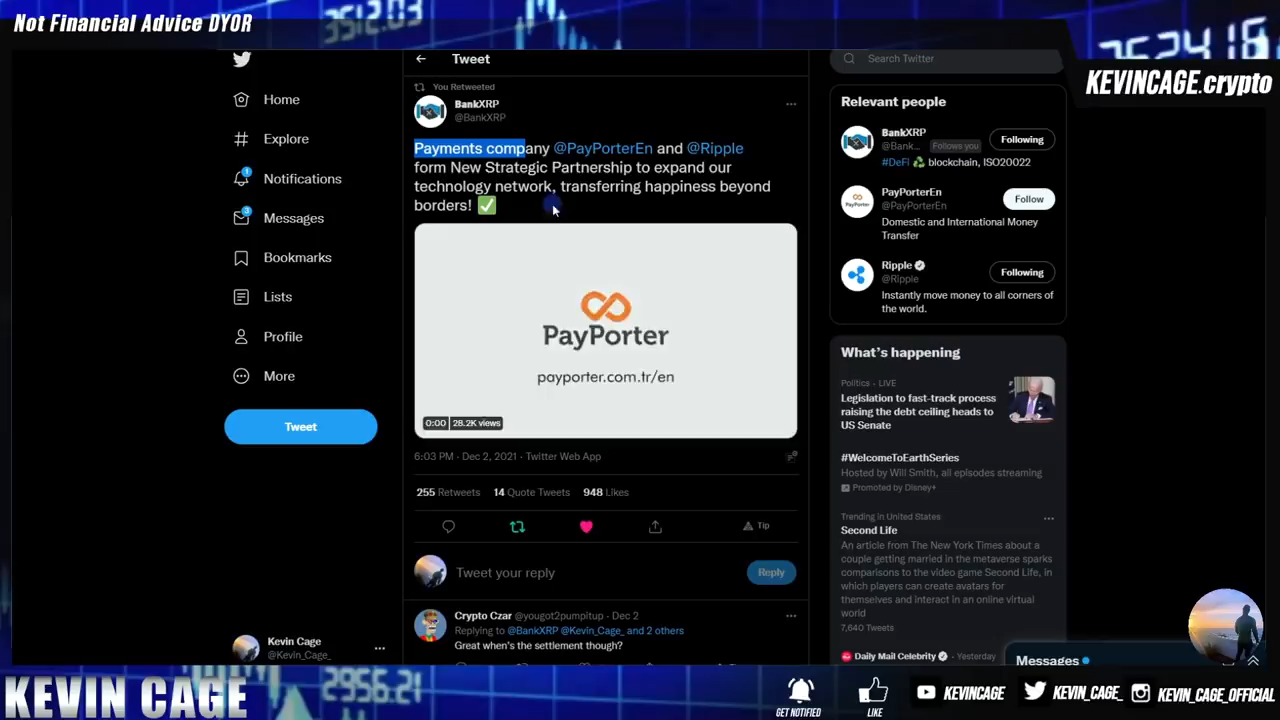 Not Financial Advice DYOR
3512.03
KEVINCAGE.crypto
Tweet
Search Twitter
Home
Explore
Notifications
1
Messages
3
Bookmarks
Lists
Profile
More
Tweet
Kevin Cage
@Kevin_Cage_
You Retweeted
BankXRP
@BankXRP
Payments company @PayPorterEn and @Ripple
form New Strategic Partnership to expand our
technology network, transferring happiness beyond
borders! ✅
PayPorter
payporter.com.tr/en
0:00 28.2K views
6:03 PM · Dec 2, 2021 · Twitter Web App
255 Retweets 14 Quote Tweets 948 Likes
Tip
Tweet your reply
Reply
Crypto Czar @yougot2pumpitup · Dec 2
Replying to @BankXRP @Kevin_Cage_ and 2 others
Great when's the settlement though?
Relevant people
BankXRP
@Bank... Follows you
Following
#DeFi ♻ blockchain, ISO20022
PayPorterEn
@PayPorterEn
Follow
Domestic and International Money
Transfer
Ripple
@Ripple
Following
Instantly move money to all corners of
the world.
What's happening
Politics · LIVE
Legislation to fast-track process
raising the debt ceiling heads to
US Senate
#WelcomeToEarthSeries
Hosted by Will Smith, all episodes streaming
Promoted by Disney+
Trending in United States
Second Life
An article from The New York Times about a
couple getting married in the metaverse sparks
comparisons to the video game Second Life, in
which players can create avatars for
themselves and interact in an online virtual
world
7,640 Tweets
Daily Mail Celebrity · Yesterday
Messages
KEVIN CAGE
2956.21
GET NOTIFIED
LIKE
KEVINCAGE
KEVIN_CAGE_
KEVIN_CAGE_OFFICIAL